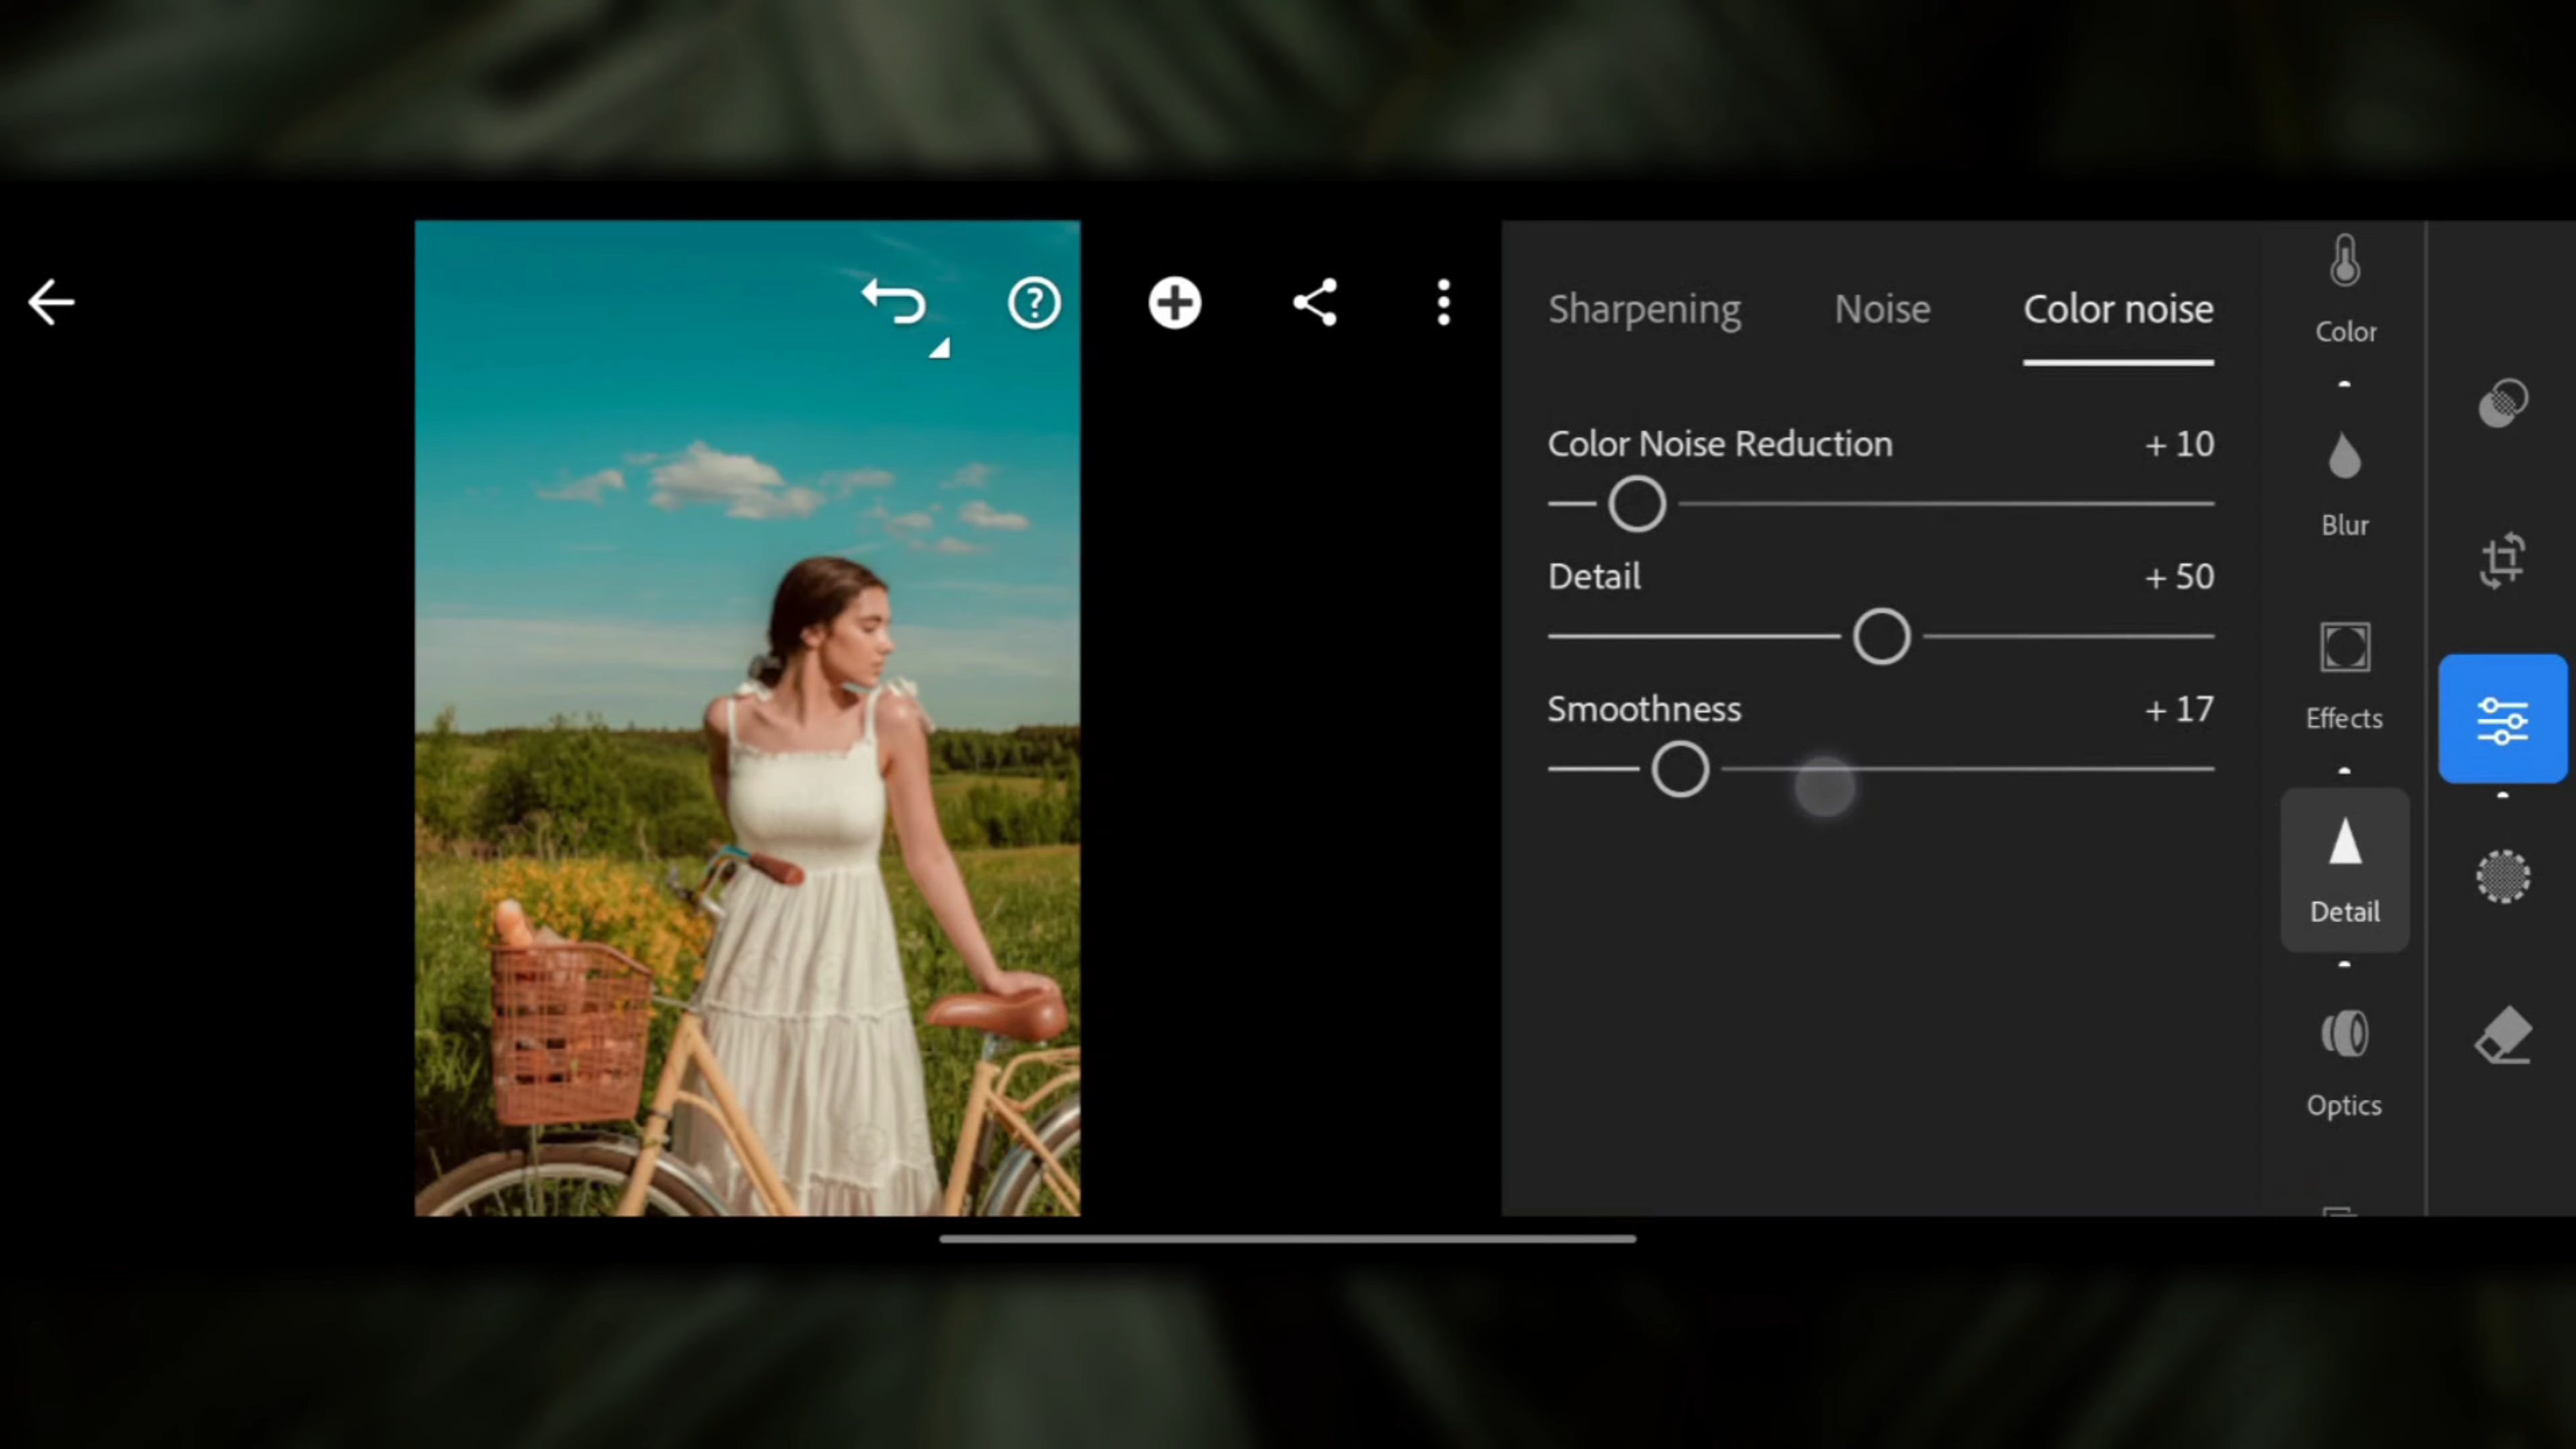 Sharpening Noise Color noise
Color Noise Reduction + 10
Detail + 50
Smoothness + 17
Color
Blur
Effects
Detail
Optics